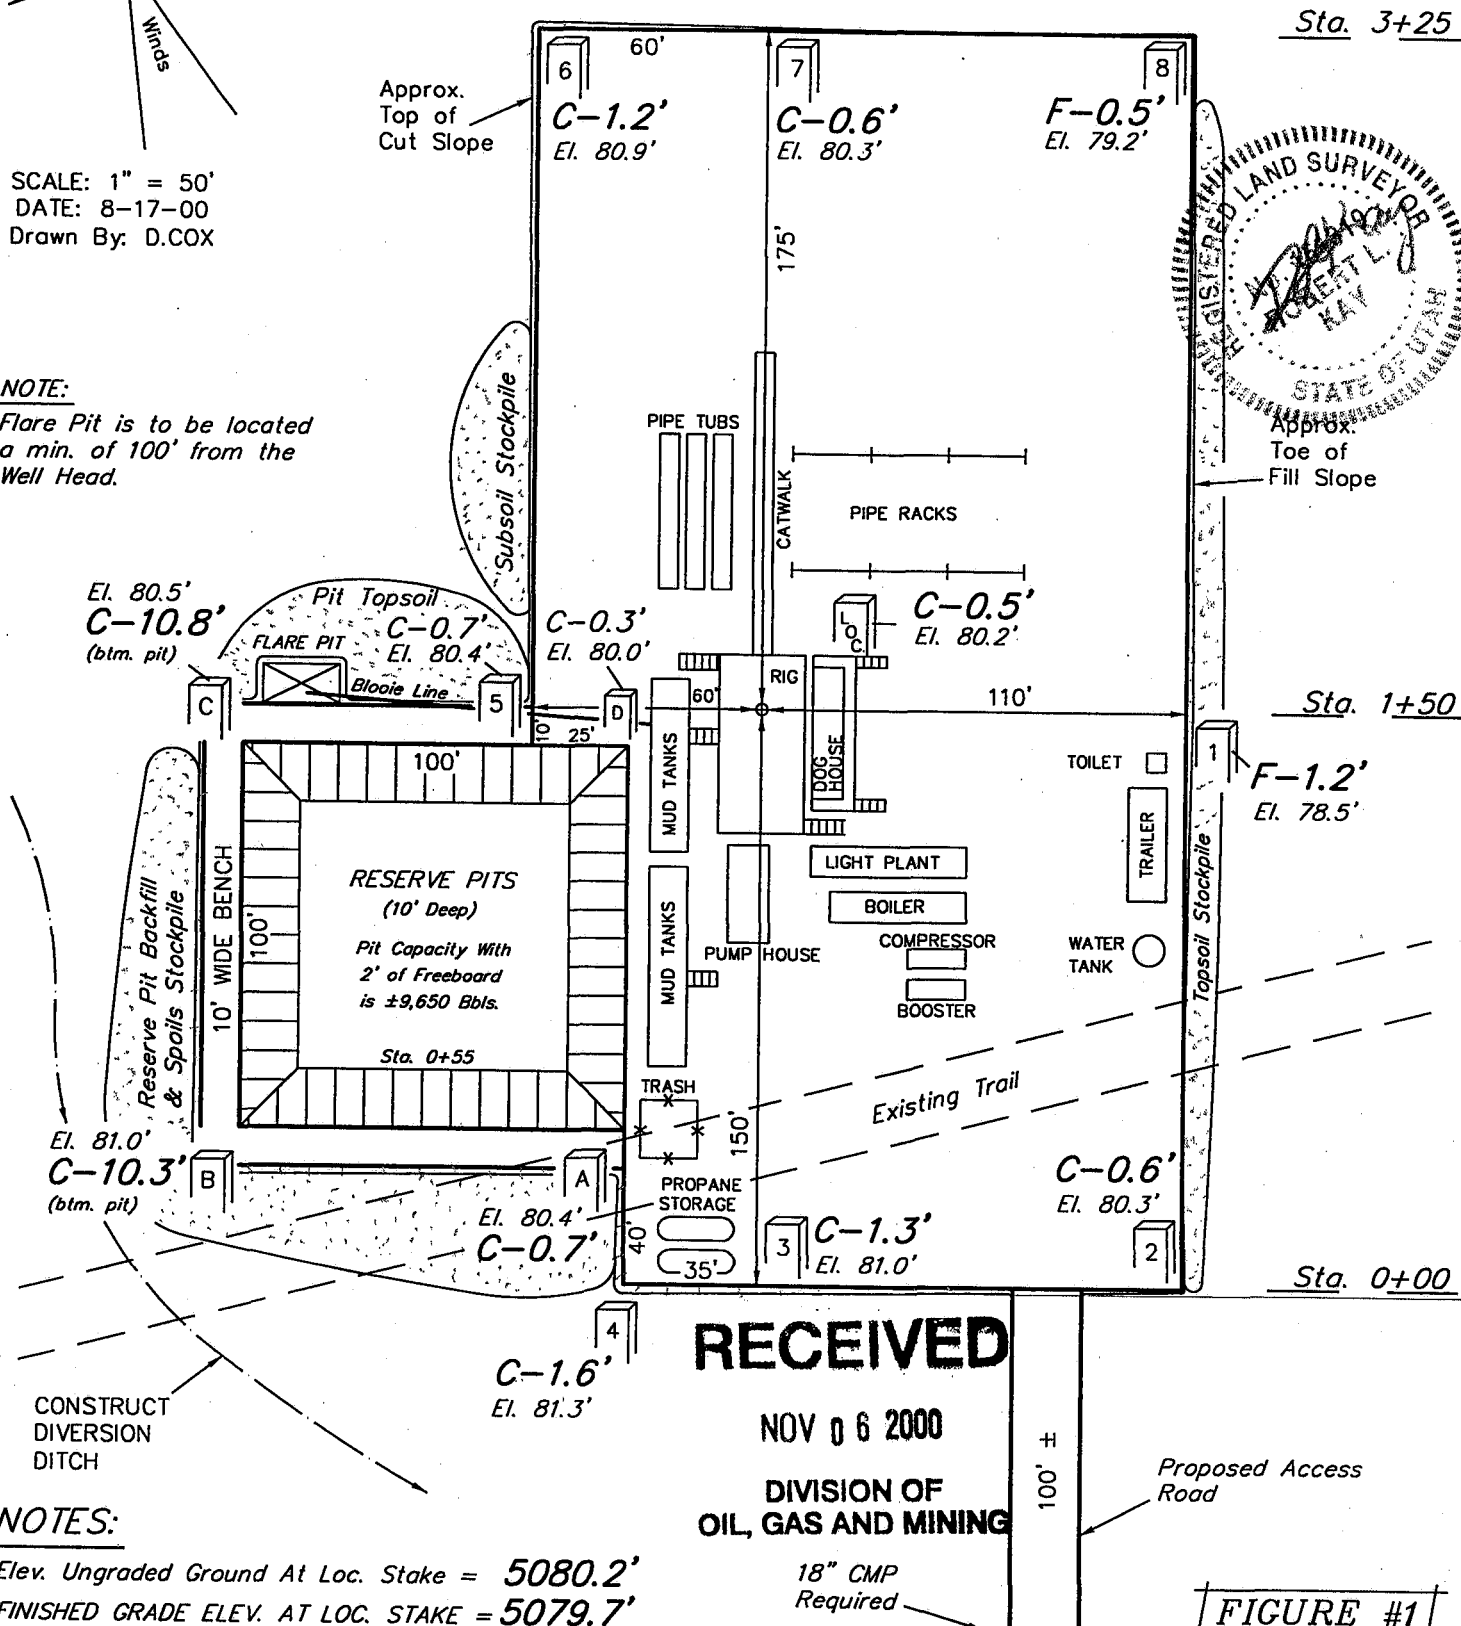 Sta. 3+25
Winds
60'
6
7
8
Approx.
Top of
Cut Slope
C-1.2'
El. 80.9'
C-0.6'
El. 80.3'
F-0.5'
El. 79.2'
SCALE: 1" = 50'
DATE: 8-17-00
Drawn By: D.COX
REGISTERED LAND SURVEYOR
ROBERT L.
KAY
STATE OF UTAH
175'
NOTE:
Flare Pit is to be located
a min. of 100' from the
Well Head.
Subsoil Stockpile
PIPE TUBS
CATWALK
PIPE RACKS
Approx.
Toe of
Fill Slope
El. 80.5'
C-10.8'
(btm. pit)
Pit Topsoil
FLARE PIT
C-0.7'
El. 80.4'
C-0.3'
El. 80.0'
LOC.
C-0.5'
El. 80.2'
Blooie Line
C
5
D
60'
RIG
110'
Sta. 1+50
10'
25'
100'
MUD TANKS
DOG
HOUSE
TOILET
1
F-1.2'
El. 78.5'
TRAILER
LIGHT PLANT
BOILER
COMPRESSOR
BOOSTER
PUMP HOUSE
MUD TANKS
WATER
TANK
Topsoil Stockpile
Reserve Pit Backfill
& Spoils Stockpile
10' WIDE BENCH
100'
RESERVE PITS
(10' Deep)
Pit Capacity With
2' of Freeboard
is ±9,650 Bbls.
Sta. 0+55
TRASH
150'
Existing Trail
El. 81.0'
C-10.3'
(btm. pit)
B
A
El. 80.4'
C-0.7'
PROPANE
STORAGE
40'
35'
3
C-1.3'
El. 81.0'
C-0.6'
El. 80.3'
2
Sta. 0+00
4
C-1.6'
El. 81.3'
RECEIVED
NOV 06 2000
DIVISION OF
OIL, GAS AND MINING
CONSTRUCT
DIVERSION
DITCH
100' ±
Proposed Access
Road
18" CMP
Required
NOTES:
Elev. Ungraded Ground At Loc. Stake = 5080.2'
FINISHED GRADE ELEV. AT LOC. STAKE = 5079.7'
FIGURE #1